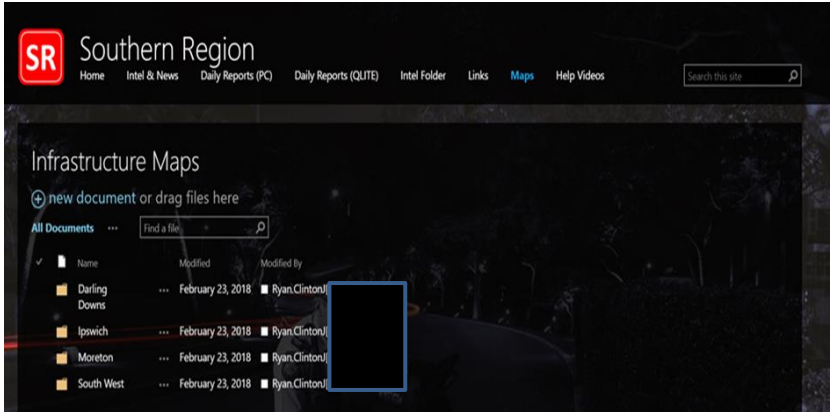 SR
Southern Region
Home Intel & News Daily Reports (PC) Daily Reports (QLITE) Intel Folder Links Maps Help Videos
Search this site
Infrastructure Maps
new document or drag files here
All Documents ••• Find a file
Name Modified Modified By
Darling ••• February 23, 2018 Ryan.ClintonJ[
Downs
Ipswich ••• February 23, 2018 Ryan.ClintonJ[
Moreton ••• February 23, 2018 Ryan.ClintonJ[
South West ••• February 23, 2018 Ryan.ClintonJ[